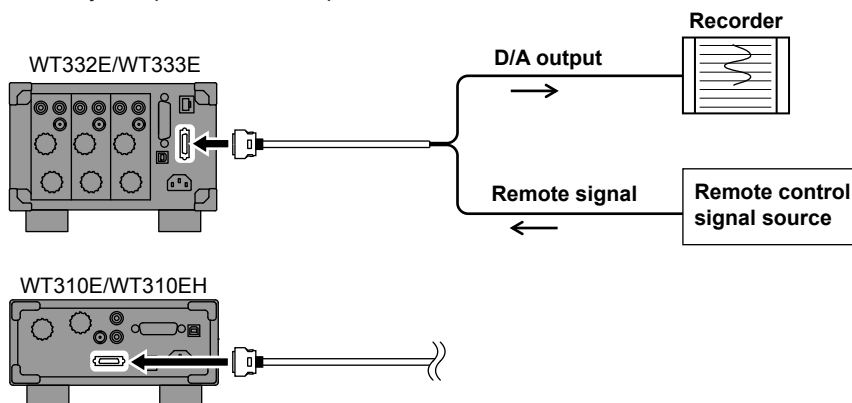 Recorder
D/A output
WT332E/WT333E
Remote signal
Remote control
signal source
WT310E/WT310EH